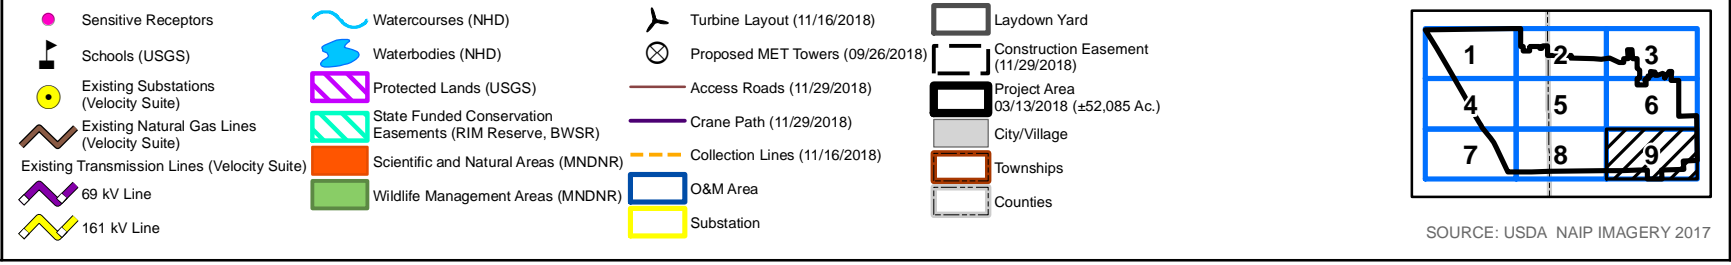 Sensitive Receptors
Schools (USGS)
Existing Substations
(Velocity Suite)
Existing Natural Gas Lines
(Velocity Suite)
Existing Transmission Lines (Velocity Suite)
69 kV Line
161 kV Line
Watercourses (NHD)
Waterbodies (NHD)
Protected Lands (USGS)
State Funded Conservation
Easements (RIM Reserve, BWSR)
Scientific and Natural Areas (MNDNR)
Wildlife Management Areas (MNDNR)
Turbine Layout (11/16/2018)
Proposed MET Towers (09/26/2018)
Access Roads (11/29/2018)
Crane Path (11/29/2018)
Collection Lines (11/16/2018)
O&M Area
Substation
Laydown Yard
Construction Easement
(11/29/2018)
Project Area
03/13/2018 (±52,085 Ac.)
City/Village
Townships
Counties
1 2 3
4 5 6
7 8 9
SOURCE: USDA NAIP IMAGERY 2017